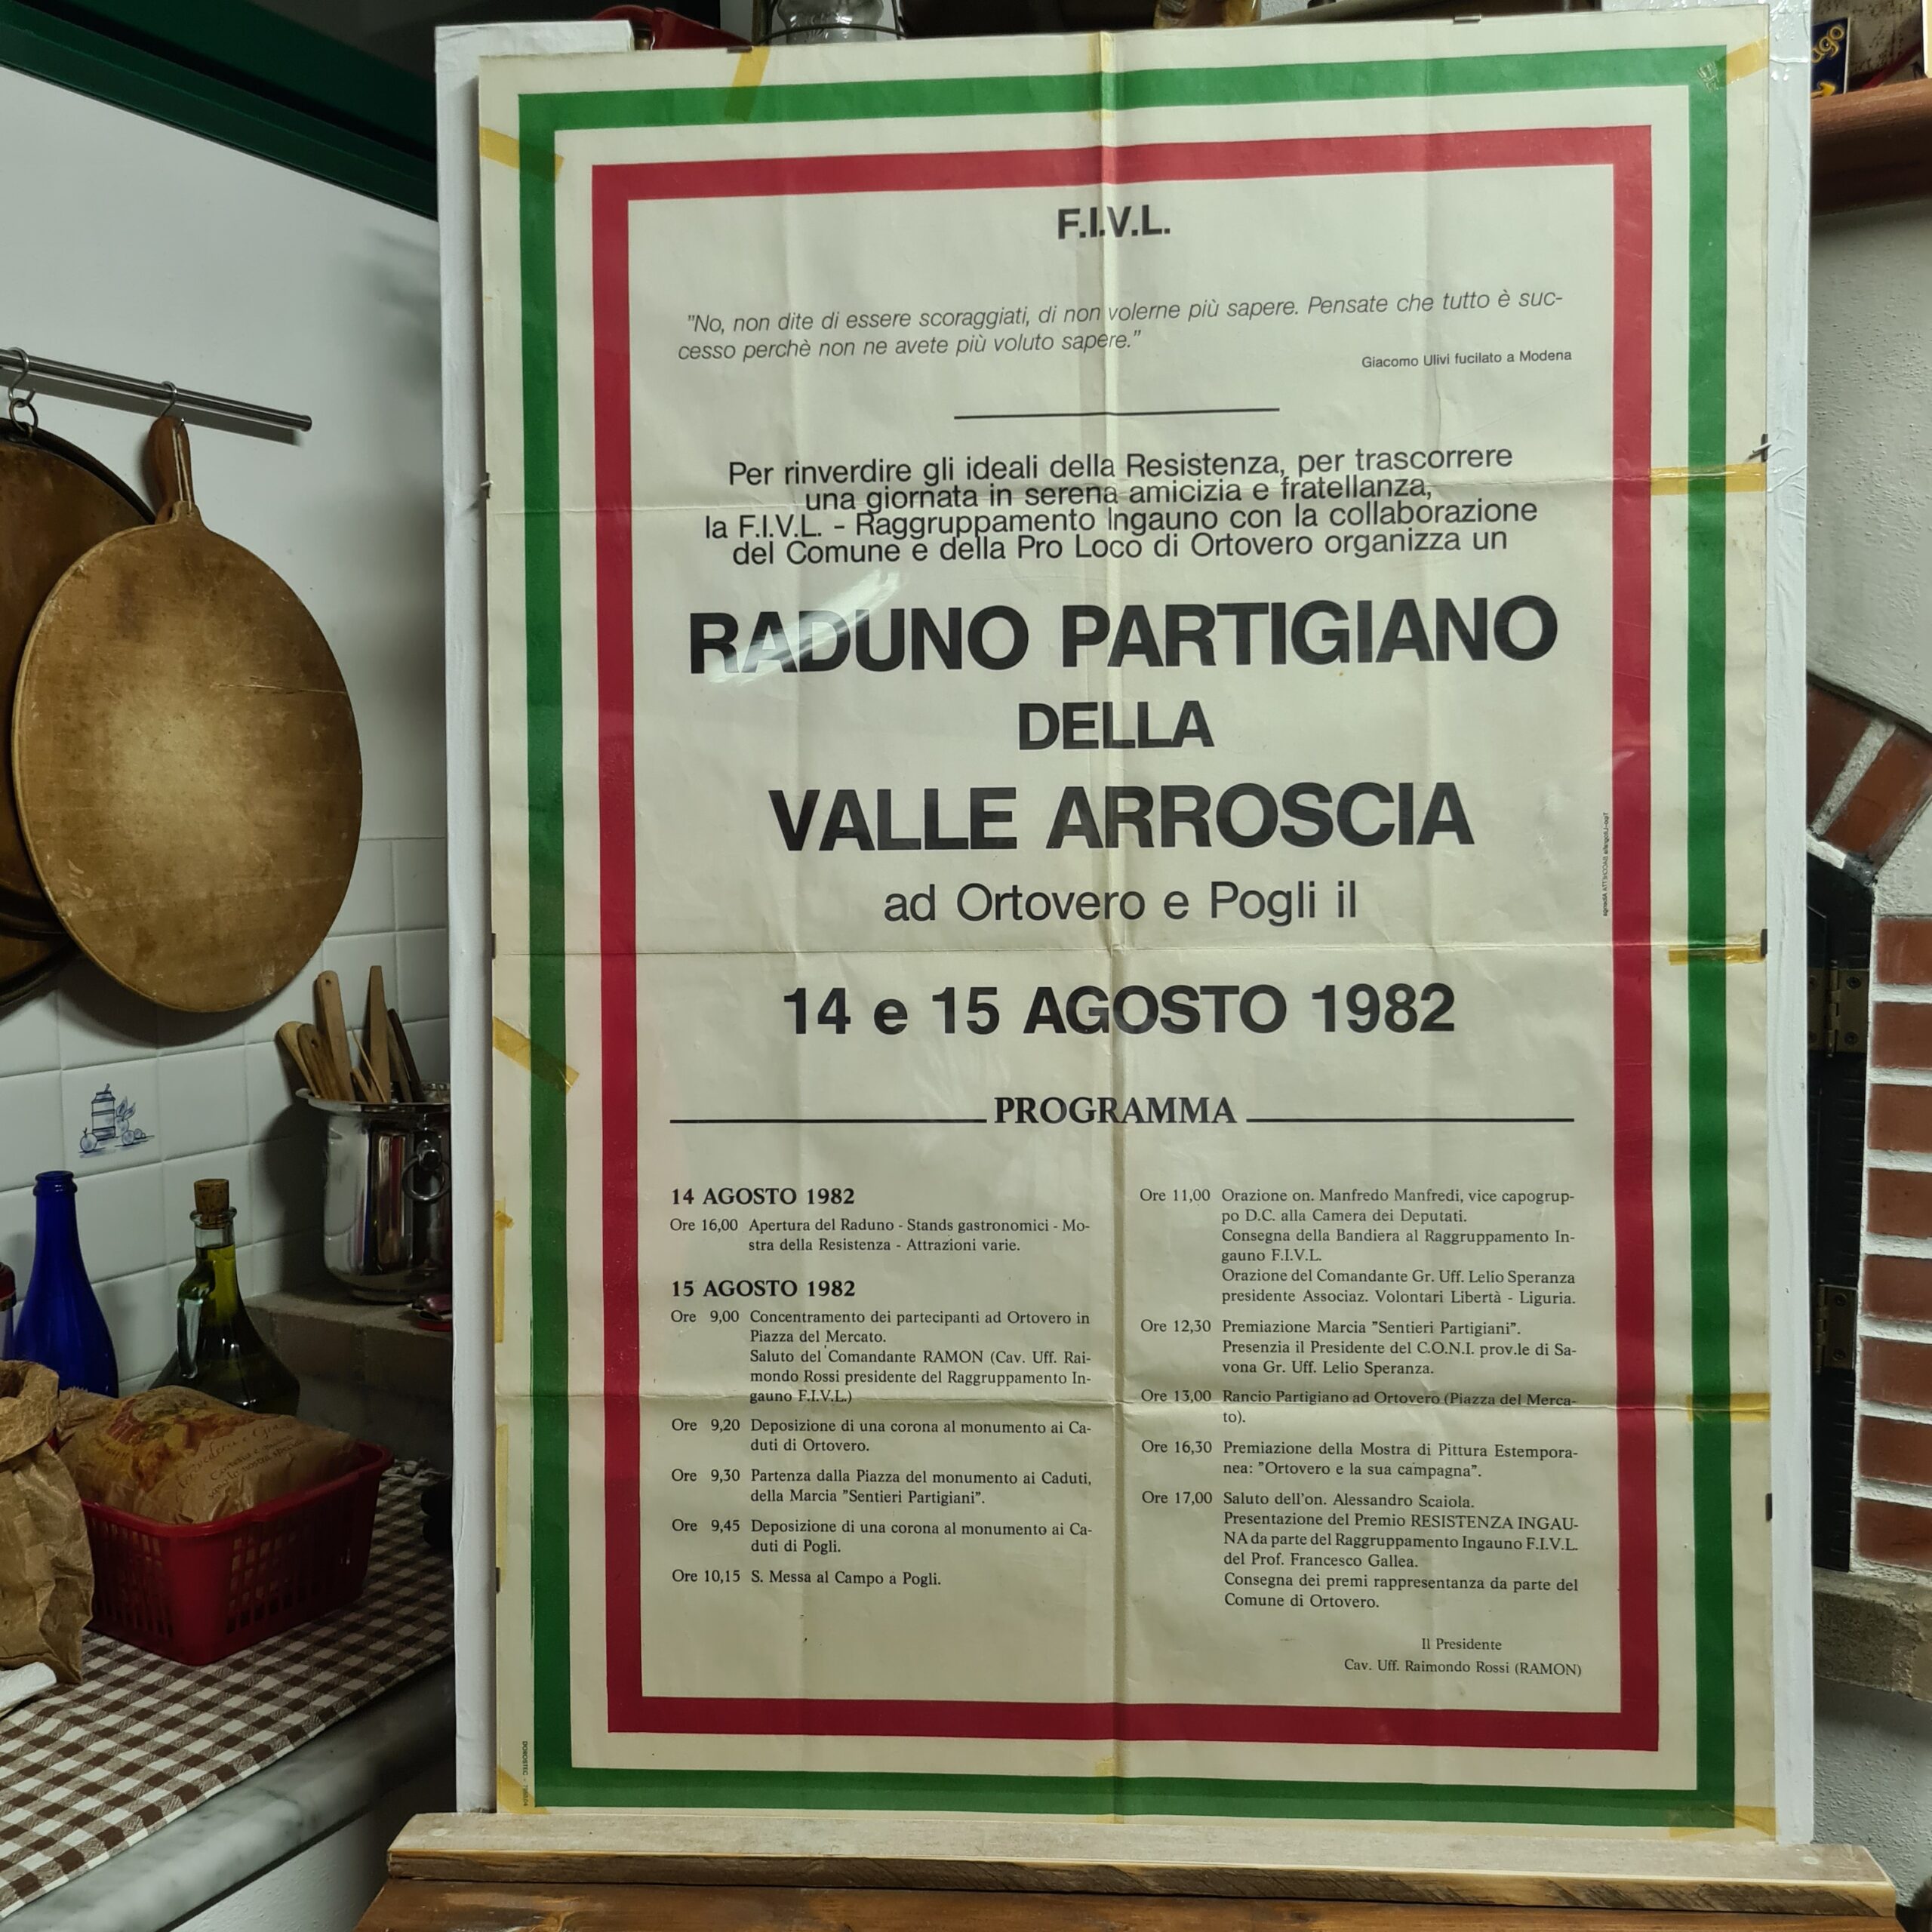 F.I.V.L.
"No, non dite di essere scoraggiati, di non volerne più sapere. Pensate che tutto è suc-
cesso perchè non ne avete più voluto sapere."
Giacomo Ulivi fucilato a Modena
Per rinverdire gli ideali della Resistenza, per trascorrere
una giornata in serena amicizia e fratellanza,
la F.I.V.L. - Raggruppamento Ingauno con la collaborazione
del Comune e della Pro Loco di Ortovero organizza un
RADUNO PARTIGIANO
DELLA
VALLE ARROSCIA
ad Ortovero e Pogli il
14 e 15 AGOSTO 1982
PROGRAMMA
14 AGOSTO 1982
Ore 16,00 Apertura del Raduno - Stands gastronomici - Mo-
stra della Resistenza - Attrazioni varie.
15 AGOSTO 1982
Ore 9,00 Concentramento dei partecipanti ad Ortovero in
Piazza del Mercato.
Saluto del Comandante RAMON (Cav. Uff. Rai-
mondo Rossi presidente del Raggruppamento In-
gauno F.I.V.L.)
Ore 9,20 Deposizione di una corona al monumento ai Ca-
duti di Ortovero.
Ore 9,30 Partenza dalla Piazza del monumento ai Caduti,
della Marcia "Sentieri Partigiani".
Ore 9,45 Deposizione di una corona al monumento ai Ca-
duti di Pogli.
Ore 10,15 S. Messa al Campo a Pogli.
Ore 11,00 Orazione on. Manfredo Manfredi, vice capogrup-
po D.C. alla Camera dei Deputati.
Consegna della Bandiera al Raggruppamento In-
gauno F.I.V.L.
Orazione del Comandante Gr. Uff. Lelio Speranza
presidente Associaz. Volontari Libertà - Liguria.
Ore 12,30 Premiazione Marcia "Sentieri Partigiani".
Presenzia il Presidente del C.O.N.I. prov.le di Sa-
vona Gr. Uff. Lelio Speranza.
Ore 13,00 Rancio Partigiano ad Ortovero (Piazza del Merca-
to).
Ore 16,30 Premiazione della Mostra di Pittura Estempora-
nea: "Ortovero e la sua campagna".
Ore 17,00 Saluto dell'on. Alessandro Scaiola.
Presentazione del Premio RESISTENZA INGAU-
NA da parte del Raggruppamento Ingauno F.I.V.L.
del Prof. Francesco Gallea.
Consegna dei premi rappresentanza da parte del
Comune di Ortovero.
Il Presidente
Cav. Uff. Raimondo Rossi (RAMON)